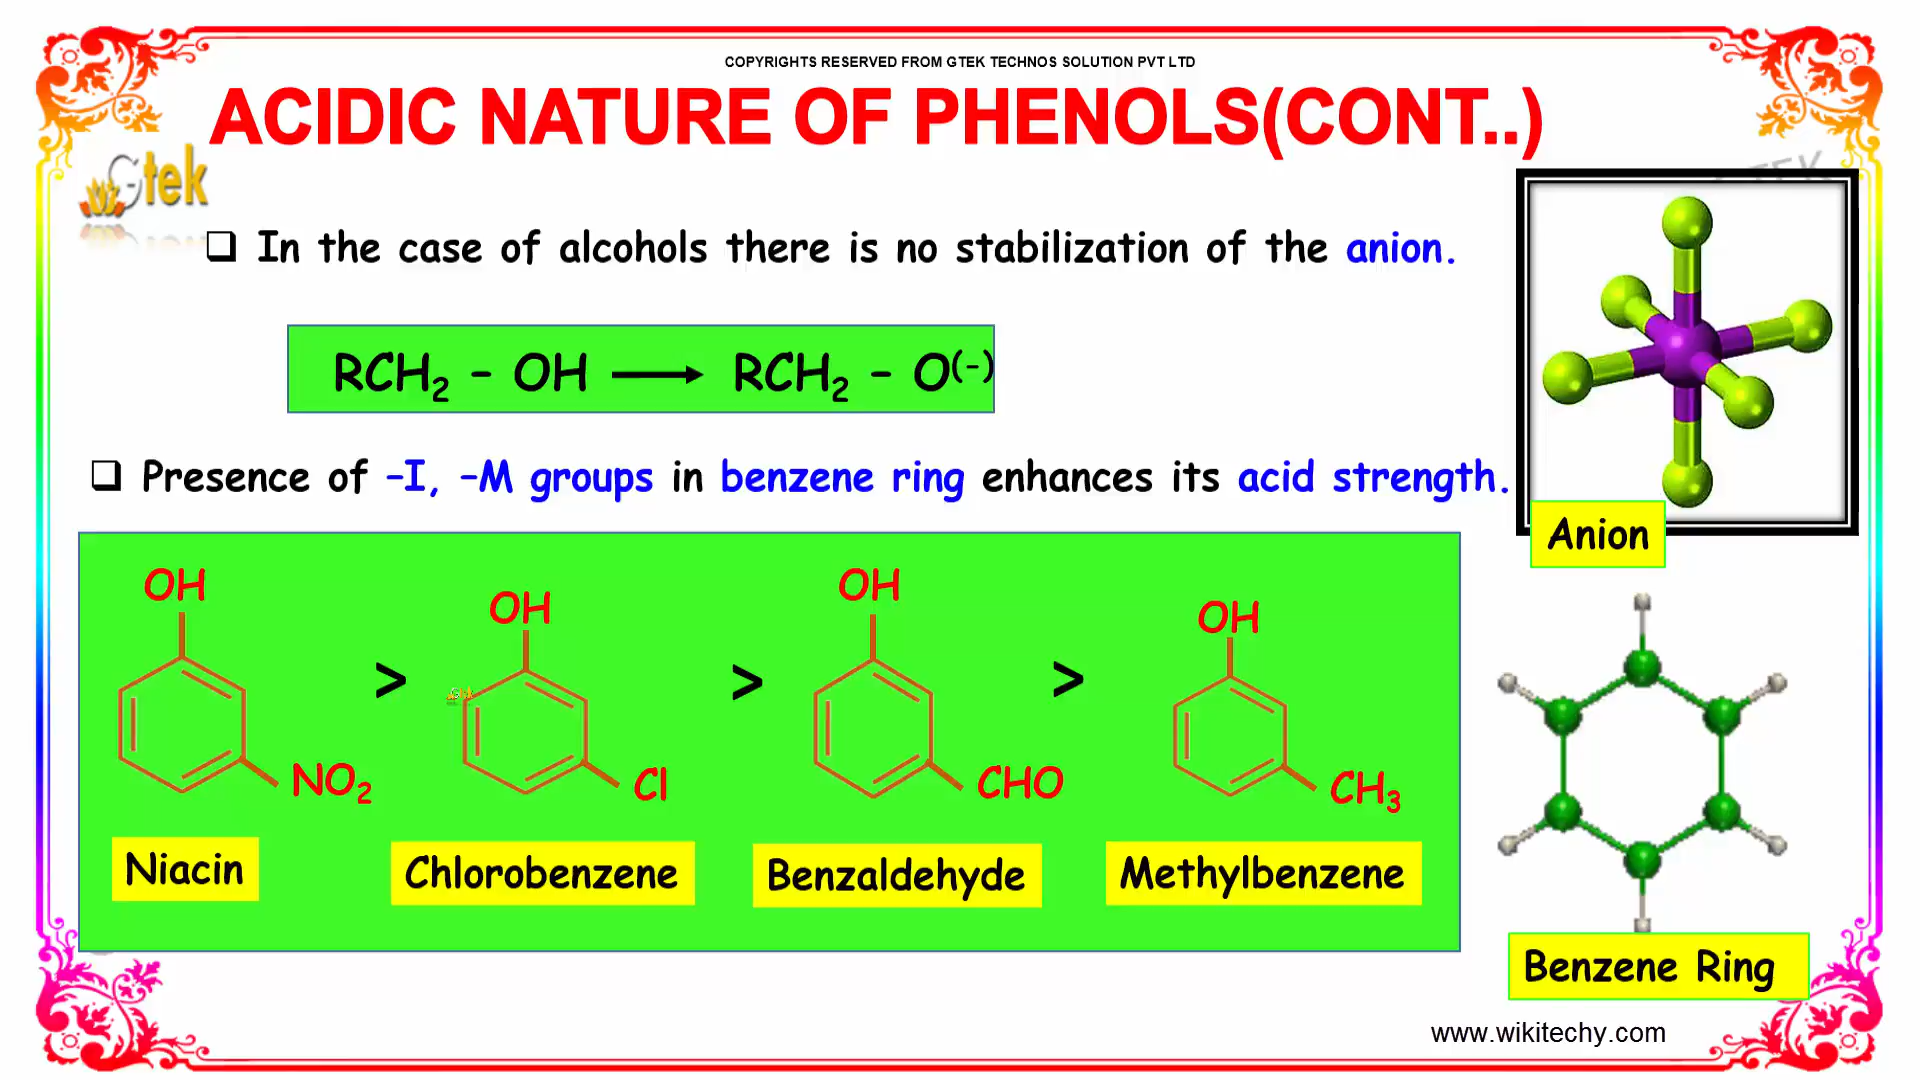 COPYRIGHTS RESERVED FROM GTEK TECHNOS SOLUTION PVT LTD
ACIDIC NATURE OF PHENOLS(CONT..)
Gtek
GTEK
❑ In the case of alcohols there is no stabilization of the anion.
RCH₂ – OH ⟶ RCH₂ – O⁽⁻⁾
❑ Presence of –I, –M groups in benzene ring enhances its acid strength.
Anion
OH OH OH OH
> > >
NO₂ Cl CHO CH₃
Niacin Chlorobenzene Benzaldehyde Methylbenzene
Benzene Ring
www.wikitechy.com